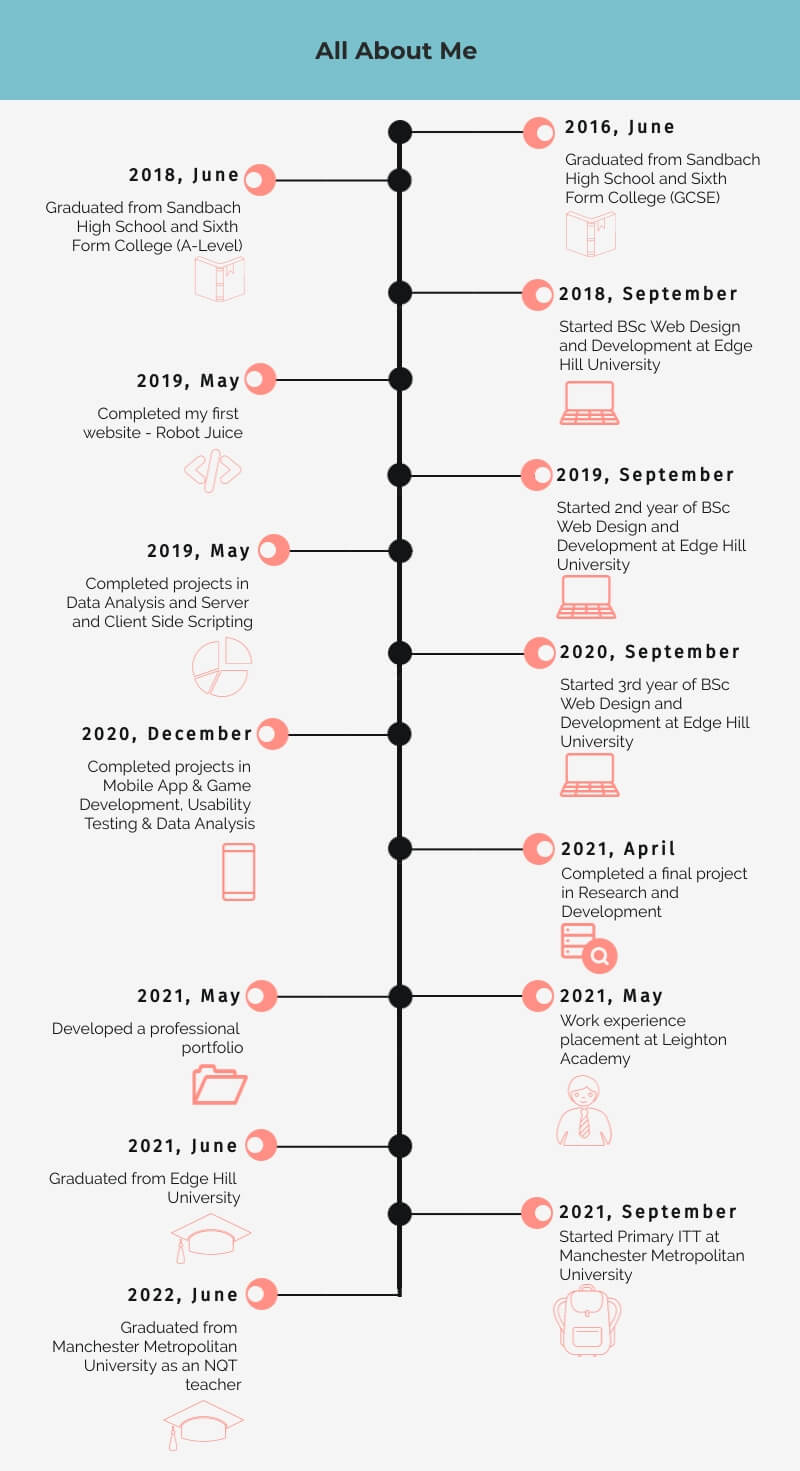 All About Me
2016, June
Graduated from Sandbach
High School and Sixth
Form College (GCSE)
2018, June
Graduated from Sandbach
High School and Sixth
Form College (A-Level)
2018, September
Started BSc Web Design
and Development at Edge
Hill University
2019, May
Completed my first
website - Robot Juice
2019, September
Started 2nd year of BSc
Web Design and
Development at Edge Hill
University
2019, May
Completed projects in
Data Analysis and Server
and Client Side Scripting
2020, September
Started 3rd year of BSc
Web Design and
Development at Edge Hill
University
2020, December
Completed projects in
Mobile App & Game
Development, Usability
Testing & Data Analysis
2021, April
Completed a final project
in Research and
Development
2021, May
Developed a professional
portfolio
2021, May
Work experience
placement at Leighton
Academy
2021, June
Graduated from Edge Hill
University
2021, September
Started Primary ITT at
Manchester Metropolitan
University
2022, June
Graduated from
Manchester Metropolitan
University as an NQT
teacher